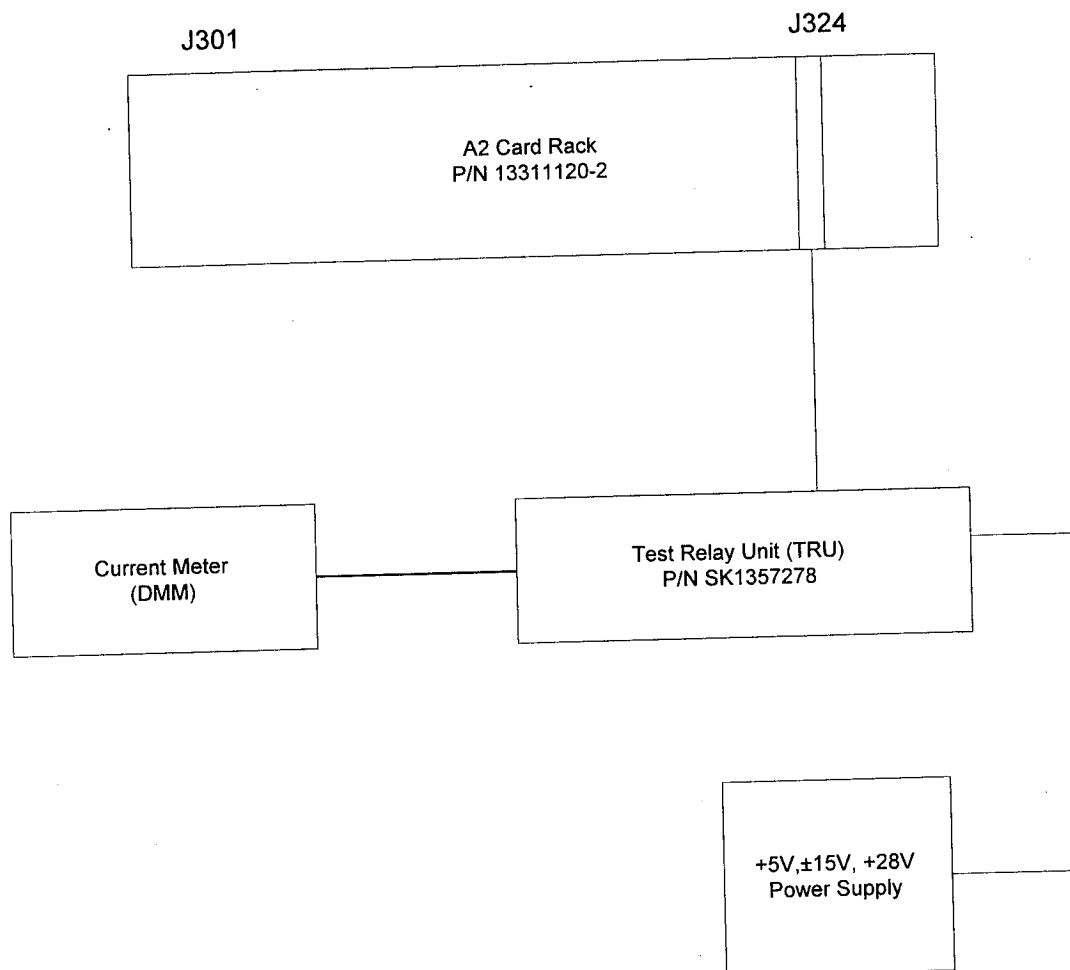 J301
J324
A2 Card Rack
P/N 13311120-2
Current Meter
(DMM)
Test Relay Unit (TRU)
P/N SK1357278
+5V,±15V, +28V
Power Supply